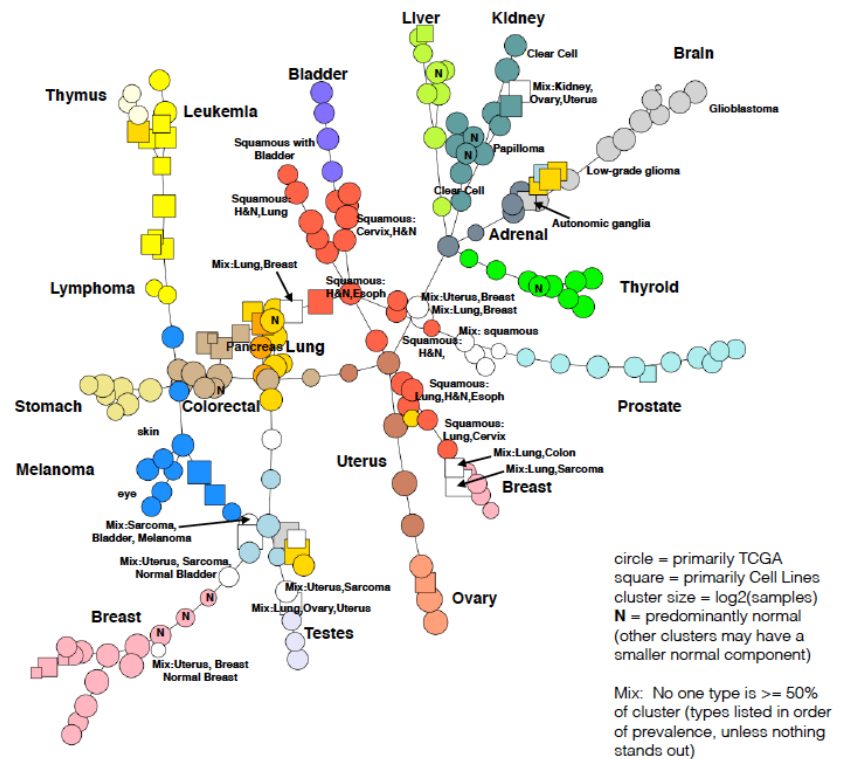 Liver
Kidney
N
Clear Cell
Brain
Mix:Kidney,
Ovary,Uterus
Glioblastoma
Bladder
Thymus
Leukemia
Squamous with
Bladder
N
Papilloma
N
Low-grade glioma
Squamous:
H&N,Lung
Clear Cell
Squamous:
Cervix,H&N
Autonomic ganglia
Adrenal
Mix:Lung,Breast
Lymphoma
Squamous:
H&N,Esoph
Thyroid
N
Mix:Uterus,Breast
Mix:Lung,Breast
N
Mix: squamous
Pancreas
Lung
Squamous:
H&N,
Stomach
N
Colorectal
Squamous:
Lung,H&N,Esoph
Prostate
skin
Squamous:
Lung,Cervix
Melanoma
Uterus
Mix:Lung,Colon
Mix:Lung,Sarcoma
Breast
eye
Mix:Sarcoma,
Bladder, Melanoma
Mix:Uterus, Sarcoma,
Normal Bladder
Mix:Uterus,Sarcoma
Ovary
Mix:Lung,Ovary,Uterus
Breast
N
N
N
Testes
Mix:Uterus, Breast
Normal Breast
circle = primarily TCGA
square = primarily Cell Lines
cluster size = log2(samples)
N = predominantly normal
(other clusters may have a
smaller normal component)
Mix: No one type is >= 50%
of cluster (types listed in order
of prevalence, unless nothing
stands out)